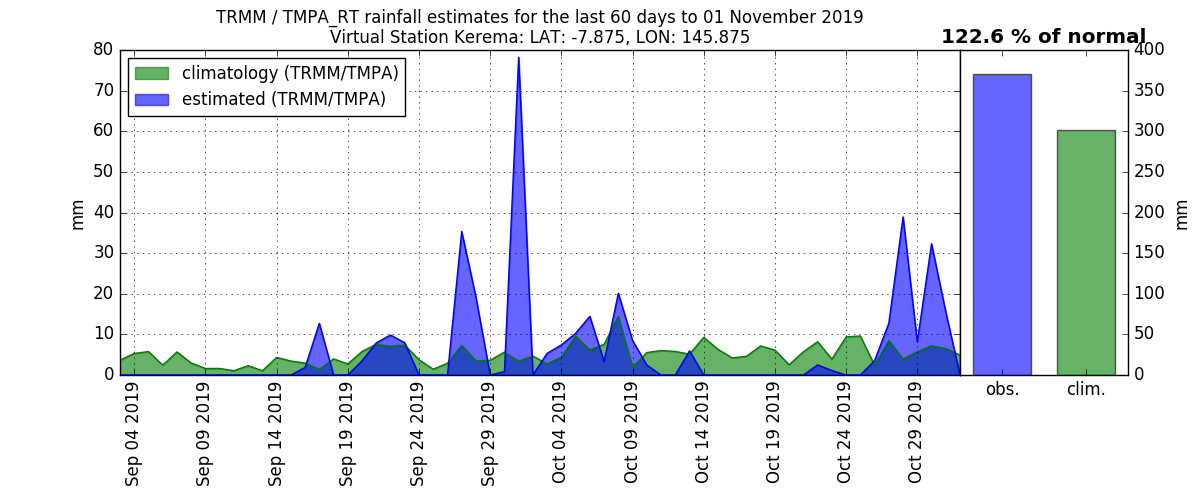 TRMM / TMPA_RT rainfall estimates for the last 60 days to 01 November 2019
Virtual Station Kerema: LAT: -7.875, LON: 145.875
122.6 % of normal
climatology (TRMM/TMPA)
estimated (TRMM/TMPA)
80
70
60
50
40
30
20
10
0
mm
Sep 04 2019
Sep 09 2019
Sep 14 2019
Sep 19 2019
Sep 24 2019
Sep 29 2019
Oct 04 2019
Oct 09 2019
Oct 14 2019
Oct 19 2019
Oct 24 2019
Oct 29 2019
obs.
clim.
400
350
300
250
200
150
100
50
0
mm